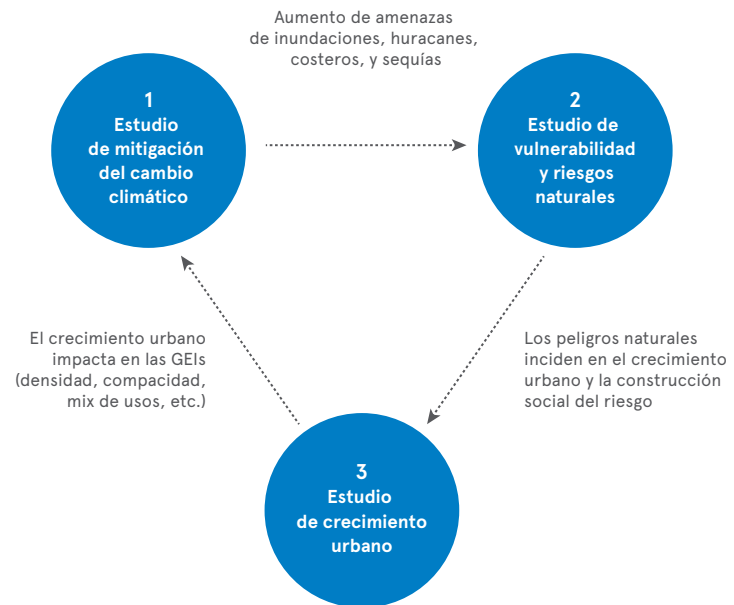 Aumento de amenazas
de inundaciones, huracanes,
costeros, y sequías
1
Estudio
de mitigación
del cambio
climático
2
Estudio de
vulnerabilidad
y riesgos
naturales
El crecimiento urbano
impacta en las GEIs
(densidad, compacidad,
mix de usos, etc.)
Los peligros naturales
inciden en el crecimiento
urbano y la construcción
social del riesgo
3
Estudio
de crecimiento
urbano